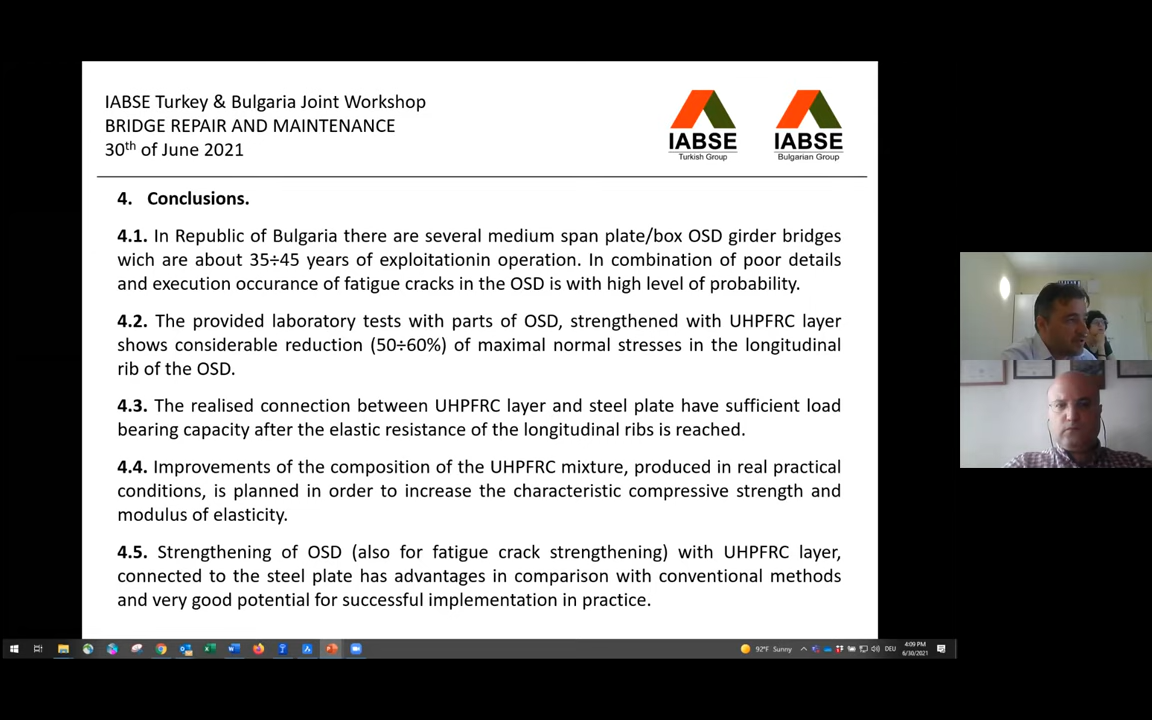 IABSE Turkey & Bulgaria Joint Workshop
BRIDGE REPAIR AND MAINTENANCE
30th of June 2021
IABSE
Turkish Group
IABSE
Bulgarian Group
4. Conclusions.
4.1. In Republic of Bulgaria there are several medium span plate/box OSD girder bridges
wich are about 35÷45 years of exploitationin operation. In combination of poor details
and execution occurance of fatigue cracks in the OSD is with high level of probability.
4.2. The provided laboratory tests with parts of OSD, strengthened with UHPFRC layer
shows considerable reduction (50÷60%) of maximal normal stresses in the longitudinal
rib of the OSD.
4.3. The realised connection between UHPFRC layer and steel plate have sufficient load
bearing capacity after the elastic resistance of the longitudinal ribs is reached.
4.4. Improvements of the composition of the UHPFRC mixture, produced in real practical
conditions, is planned in order to increase the characteristic compressive strength and
modulus of elasticity.
4.5. Strengthening of OSD (also for fatigue crack strengthening) with UHPFRC layer,
connected to the steel plate has advantages in comparison with conventional methods
and very good potential for successful implementation in practice.
92°F Sunny
DEU
4:09 PM
6/30/2021